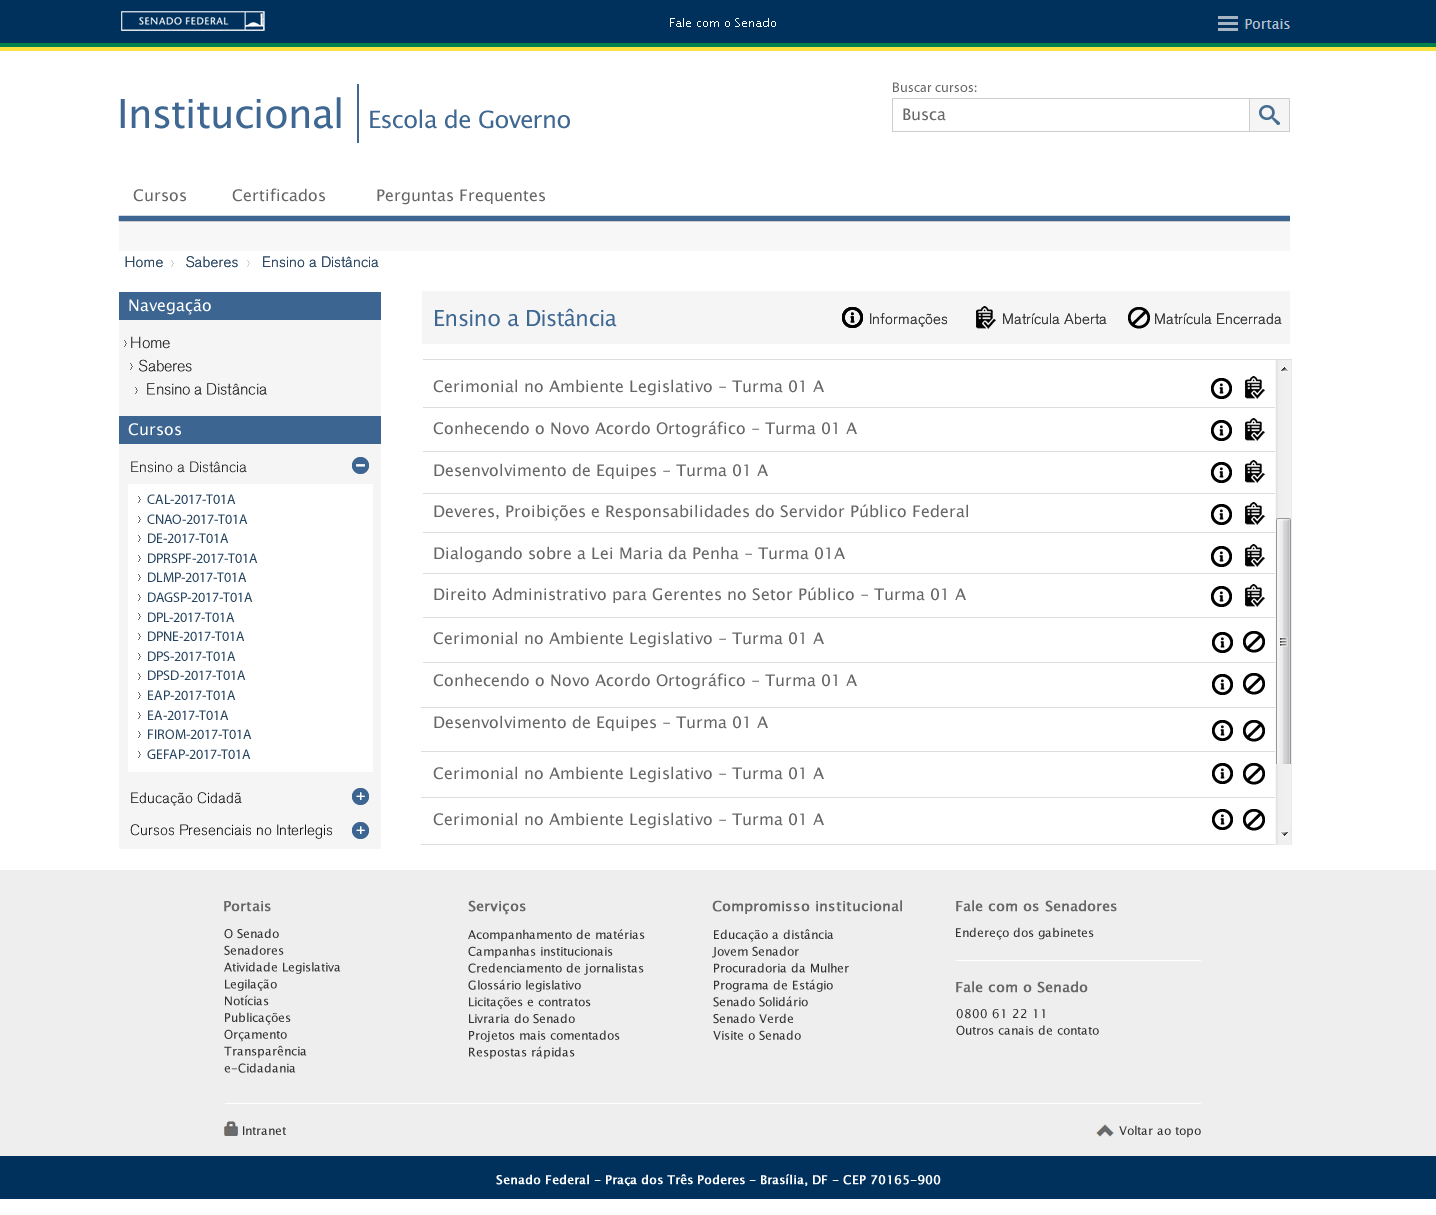 SENADO FEDERAL
Fale com o Senado
Portais
Institucional
Escola de Governo
Buscar cursos:
Busca
Cursos
Certificados
Perguntas Frequentes
Home › Saberes › Ensino a Distância
Navegação
› Home
› Saberes
› Ensino a Distância
Cursos
Ensino a Distância
› CAL-2017-T01A
› CNAO-2017-T01A
› DE-2017-T01A
› DPRSPF-2017-T01A
› DLMP-2017-T01A
› DAGSP-2017-T01A
› DPL-2017-T01A
› DPNE-2017-T01A
› DPS-2017-T01A
› DPSD-2017-T01A
› EAP-2017-T01A
› EA-2017-T01A
› FIROM-2017-T01A
› GEFAP-2017-T01A
Educação Cidadã
Cursos Presenciais no Interlegis
Ensino a Distância
Informações
Matrícula Aberta
Matrícula Encerrada
Cerimonial no Ambiente Legislativo – Turma 01 A
Conhecendo o Novo Acordo Ortográfico – Turma 01 A
Desenvolvimento de Equipes – Turma 01 A
Deveres, Proibições e Responsabilidades do Servidor Público Federal
Dialogando sobre a Lei Maria da Penha – Turma 01A
Direito Administrativo para Gerentes no Setor Público – Turma 01 A
Cerimonial no Ambiente Legislativo – Turma 01 A
Conhecendo o Novo Acordo Ortográfico – Turma 01 A
Desenvolvimento de Equipes – Turma 01 A
Cerimonial no Ambiente Legislativo – Turma 01 A
Cerimonial no Ambiente Legislativo – Turma 01 A
Portais
O Senado
Senadores
Atividade Legislativa
Legilação
Notícias
Publicações
Orçamento
Transparência
e-Cidadania
Serviços
Acompanhamento de matérias
Campanhas institucionais
Credenciamento de jornalistas
Glossário legislativo
Licitações e contratos
Livraria do Senado
Projetos mais comentados
Respostas rápidas
Compromisso institucional
Educação a distância
Jovem Senador
Procuradoria da Mulher
Programa de Estágio
Senado Solidário
Senado Verde
Visite o Senado
Fale com os Senadores
Endereço dos gabinetes
Fale com o Senado
0800 61 22 11
Outros canais de contato
Intranet
Voltar ao topo
Senado Federal – Praça dos Três Poderes – Brasília, DF – CEP 70165-900